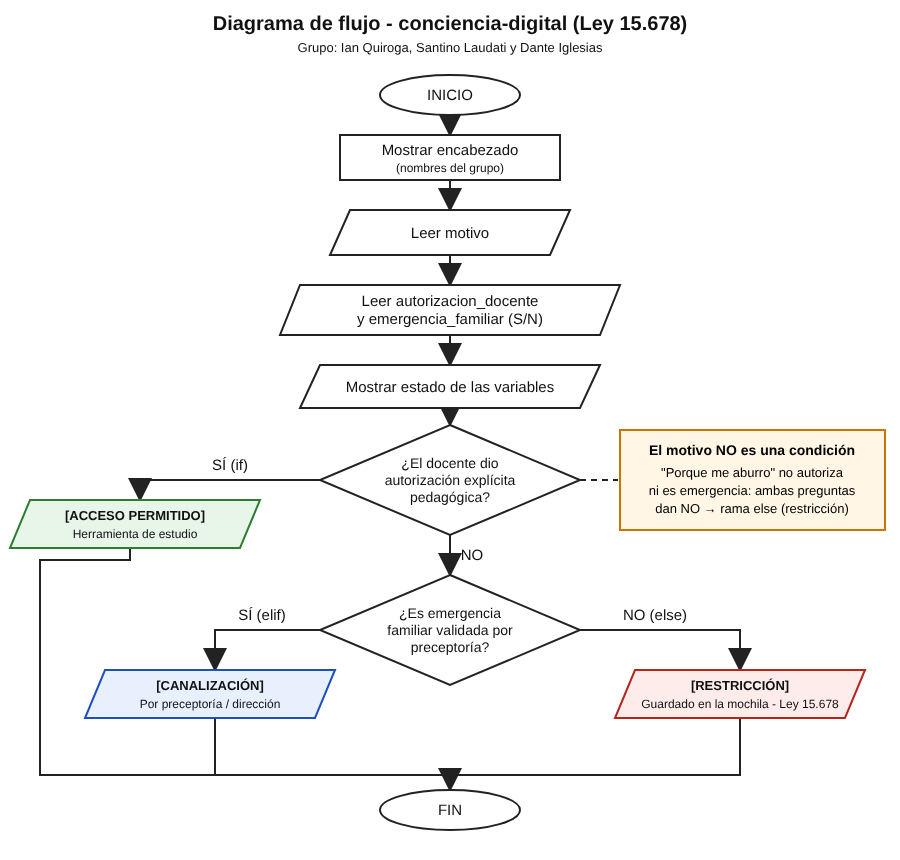 Diagrama de flujo - conciencia-digital (Ley 15.678)
Grupo: Ian Quiroga, Santino Laudati y Dante Iglesias
INICIO
Mostrar encabezado
(nombres del grupo)
Leer motivo
Leer autorizacion_docente
y emergencia_familiar (S/N)
Mostrar estado de las variables
¿El docente dio
autorización explícita
pedagógica?
El motivo NO es una condición
"Porque me aburro" no autoriza
ni es emergencia: ambas preguntas
dan NO → rama else (restricción)
SÍ (if)
[ACCESO PERMITIDO]
Herramienta de estudio
NO
¿Es emergencia
familiar validada por
preceptoría?
SÍ (elif)
NO (else)
[CANALIZACIÓN]
Por preceptoría / dirección
[RESTRICCIÓN]
Guardado en la mochila - Ley 15.678
FIN